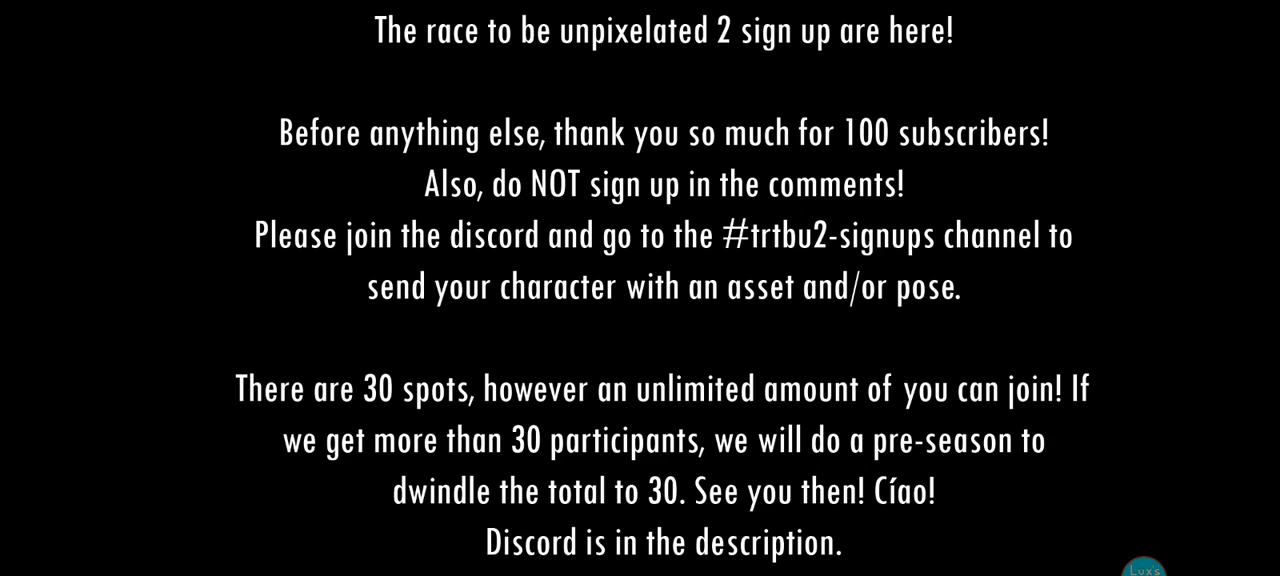 The race to be unpixelated 2 sign up are here!
Before anything else, thank you so much for 100 subscribers!
Also, do NOT sign up in the comments!
Please join the discord and go to the #trtbu2-signups channel to
send your character with an asset and/or pose.
There are 30 spots, however an unlimited amount of you can join! If
we get more than 30 participants, we will do a pre-season to
dwindle the total to 30. See you then! Cíao!
Discord is in the description.
Lux's